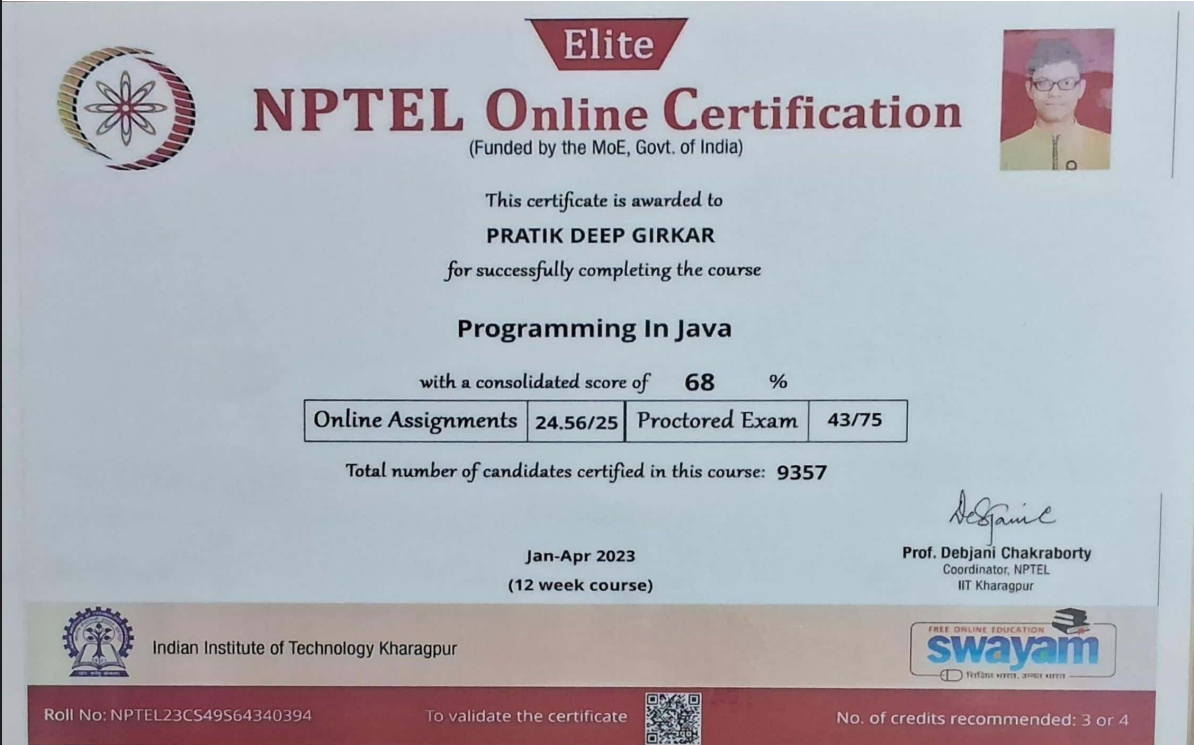 Elite
NPTEL Online Certification
(Funded by the MoE, Govt. of India)
This certificate is awarded to
PRATIK DEEP GIRKAR
for successfully completing the course
Programming In Java
with a consolidated score of 68 %
Online Assignments 24.56/25 Proctored Exam 43/75
Total number of candidates certified in this course: 9357
Jan-Apr 2023
(12 week course)
Prof. Debjani Chakraborty
Coordinator, NPTEL
IIT Kharagpur
Indian Institute of Technology Kharagpur
FREE ONLINE EDUCATION
swayam
शिक्षित भारत, उन्नत भारत
Roll No: NPTEL23CS49S64340394
To validate the certificate
No. of credits recommended: 3 or 4